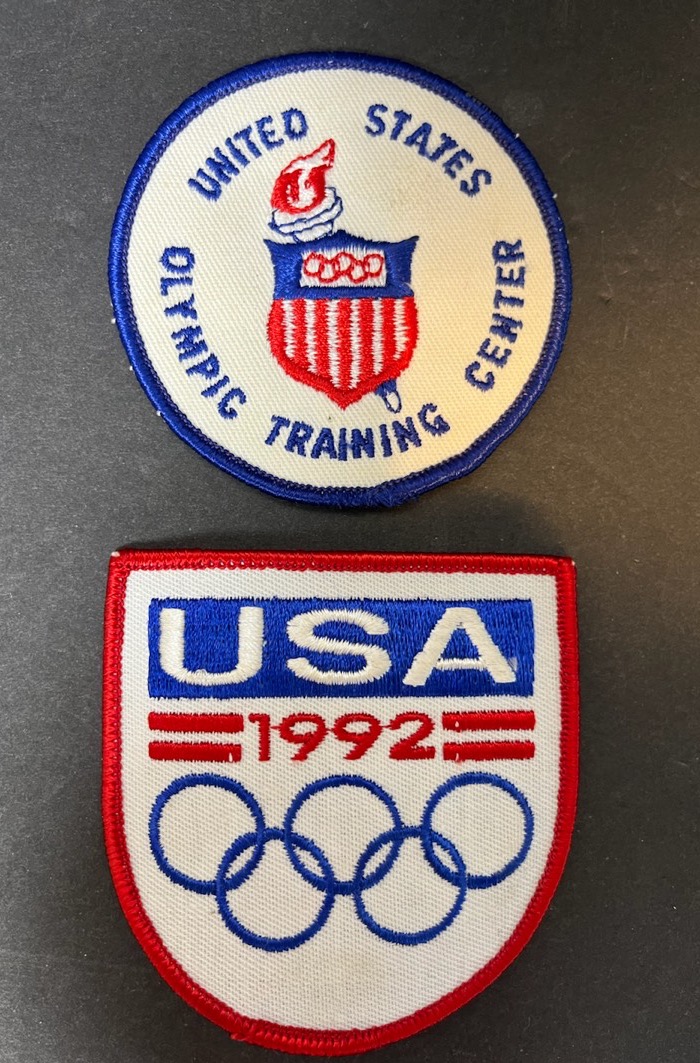 UNITED STATES
OLYMPIC TRAINING CENTER
USA
1992